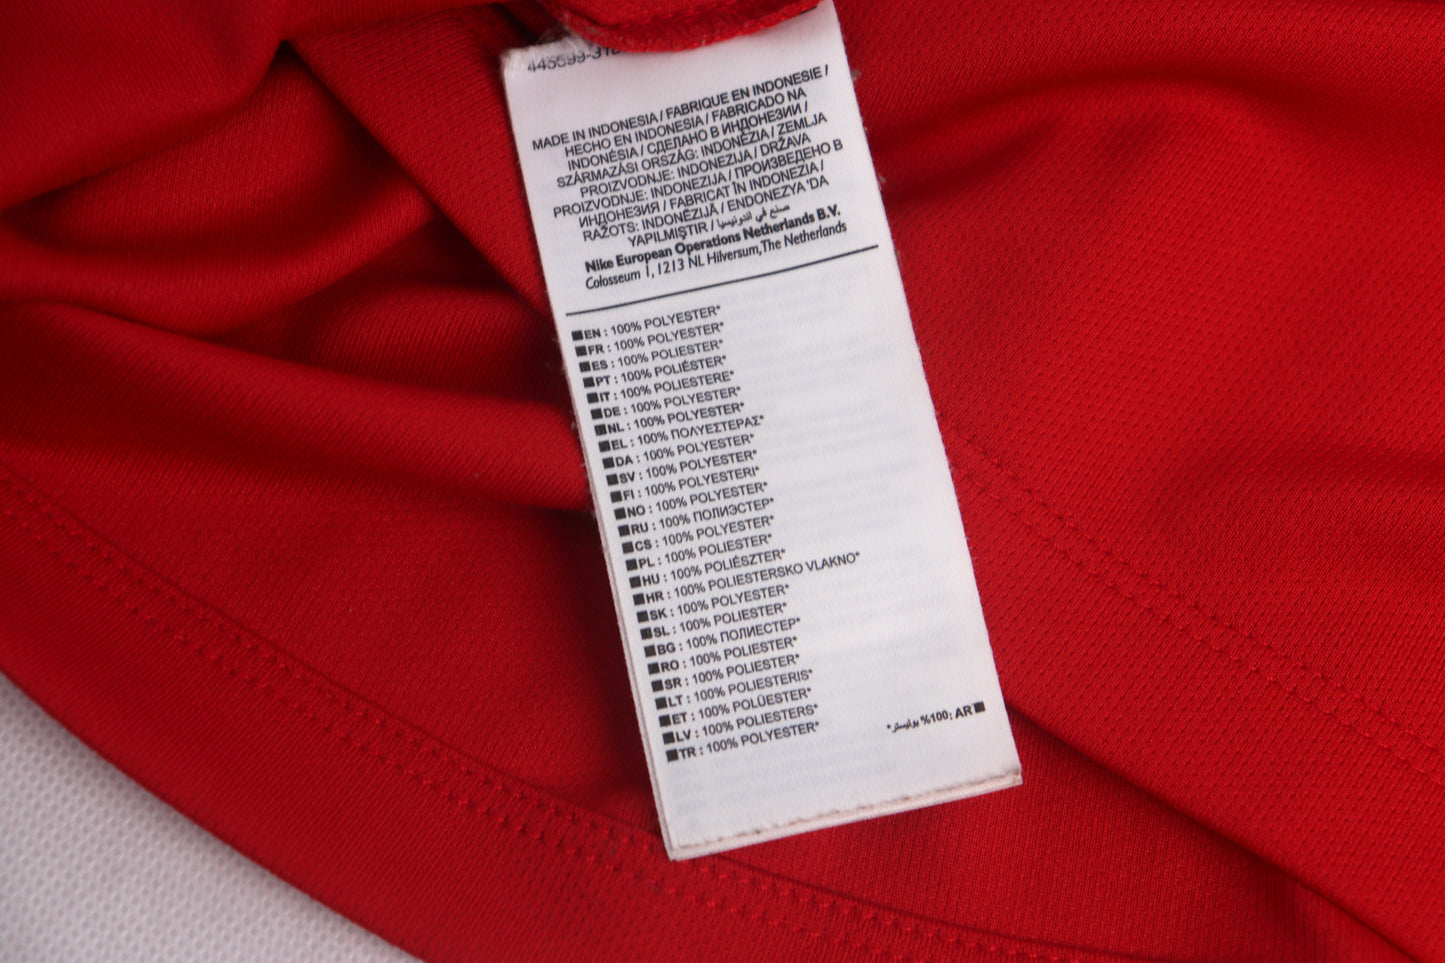 MADE IN INDONESIA / FABRIQUE EN INDONESIE /
HECHO EN INDONESIA / FABRICADO NA
INDONÉSIA / СДЕЛАНО В ИНДОНЕЗИИ /
SZÁRMAZÁSI ORSZÁG: INDONÉZIA / ZEMLJA
PROIZVODNJE: INDONEZIJA / DRŽAVA
PROIZVODNJE: INDONEZIJA / ПРОИЗВЕДЕНО В
ИНДОНЕЗИЯ / FABRICAT ÎN INDONEZIA /
RAŽOTS: INDONĒZIJĀ / ENDONEZYA 'DA
YAPILMIŞTIR / صنع في اندونيسيا
Nike European Operations Netherlands B.V.
Colosseum 1, 1213 NL Hilversum, The Netherlands
■EN : 100% POLYESTER*
■FR : 100% POLYESTER*
■ES : 100% POLIESTER*
■PT : 100% POLIÉSTER*
■IT : 100% POLIESTERE*
■DE : 100% POLYESTER*
■NL : 100% POLYESTER*
■EL : 100% ΠΟΛΥΕΣΤΕΡΑΣ*
■DA : 100% POLYESTER*
■SV : 100% POLYESTER*
■FI : 100% POLYESTERI*
■NO : 100% POLYESTER*
■RU : 100% ПОЛИЭСТЕР*
■CS : 100% POLYESTER*
■PL : 100% POLIESTER*
■HU : 100% POLIÉSZTER*
■HR : 100% POLIESTERSKO VLAKNO*
■SK : 100% POLYESTER*
■SL : 100% POLIESTER*
■BG : 100% ПОЛИЕСТЕР*
■RO : 100% POLIESTER*
■SR : 100% POLIESTER*
■LT : 100% POLIESTERIS*
■ET : 100% POLÜESTER*
■LV : 100% POLIESTERS*
■TR : 100% POLYESTER*
■AR :100% بوليستر*